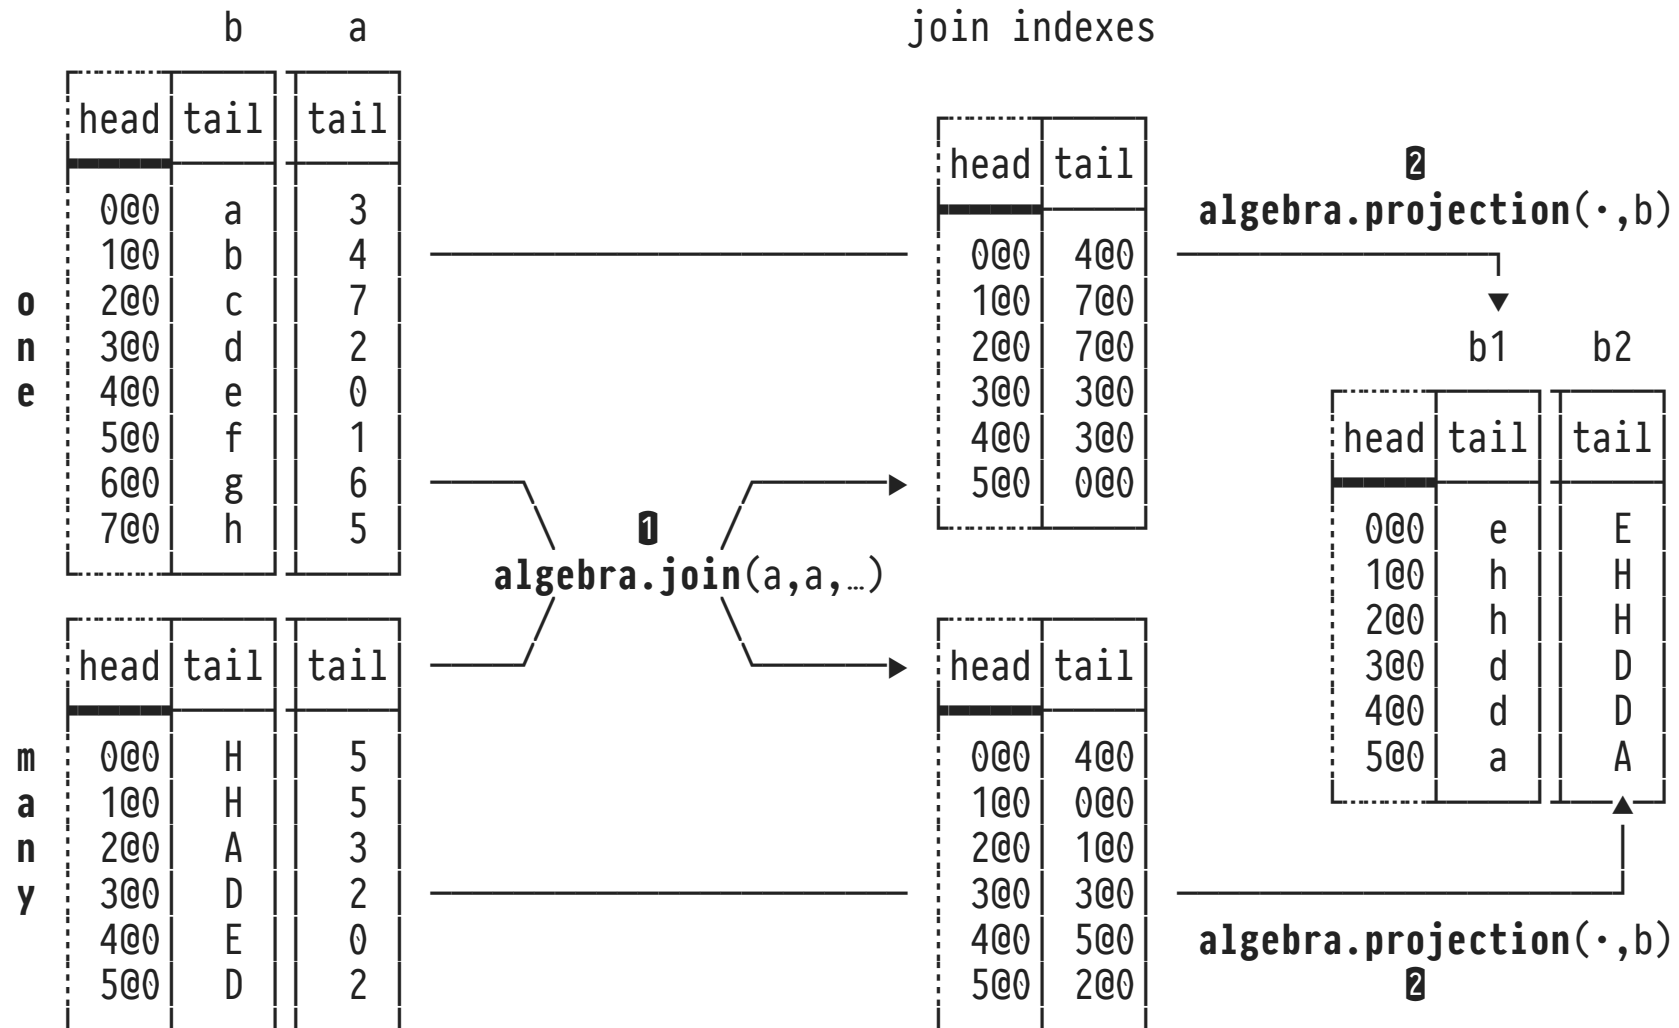 b a join indexes
head tail tail
0@0 a 3
1@0 b 4
2@0 c 7
3@0 d 2
4@0 e 0
5@0 f 1
6@0 g 6
7@0 h 5
one
head tail
0@0 4@0
1@0 7@0
2@0 7@0
3@0 3@0
4@0 3@0
5@0 0@0
2
algebra.projection(·,b)
1
algebra.join(a,a,…)
b1 b2
head tail tail
0@0 e E
1@0 h H
2@0 h H
3@0 d D
4@0 d D
5@0 a A
head tail tail
0@0 H 5
1@0 H 5
2@0 A 3
3@0 D 2
4@0 E 0
5@0 D 2
many
head tail
0@0 4@0
1@0 0@0
2@0 1@0
3@0 3@0
4@0 5@0
5@0 2@0
algebra.projection(·,b)
2